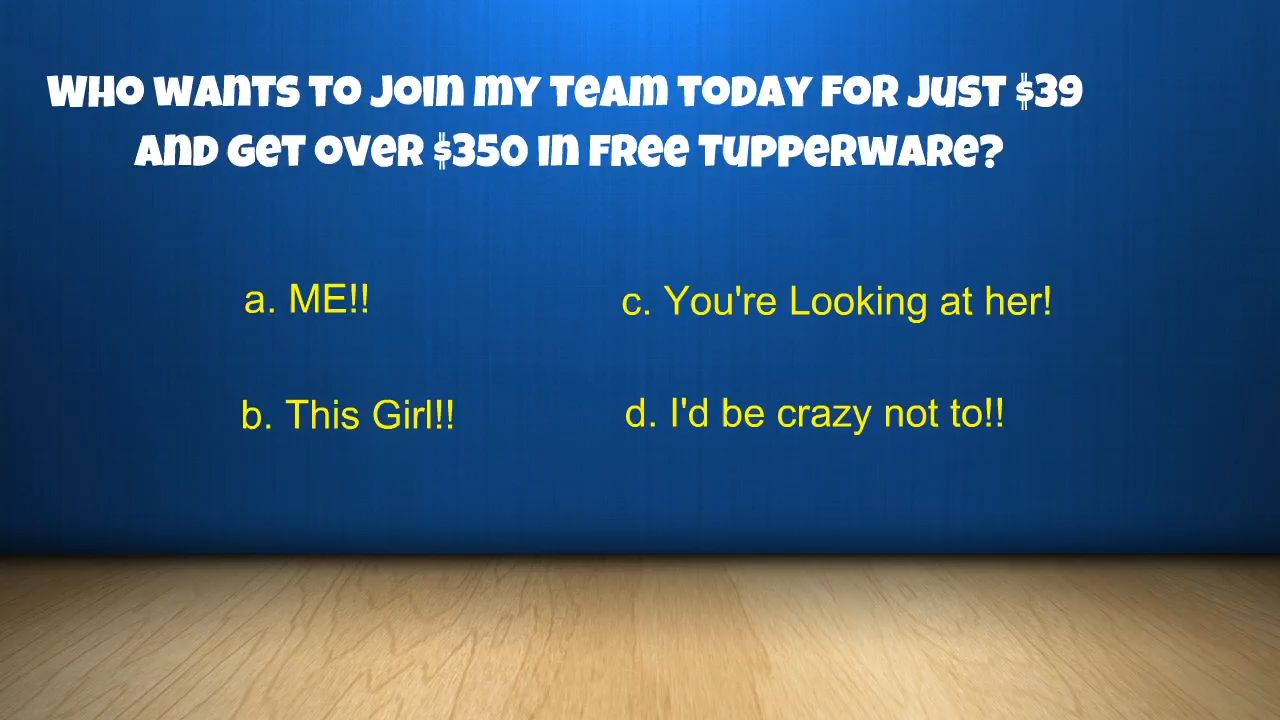 WHO WANTS TO JOIN MY TEAM TODAY FOR JUST $39
AND GET OVER $350 IN FREE TUPPERWARE?
a. ME!!
b. This Girl!!
c. You're Looking at her!
d. I'd be crazy not to!!